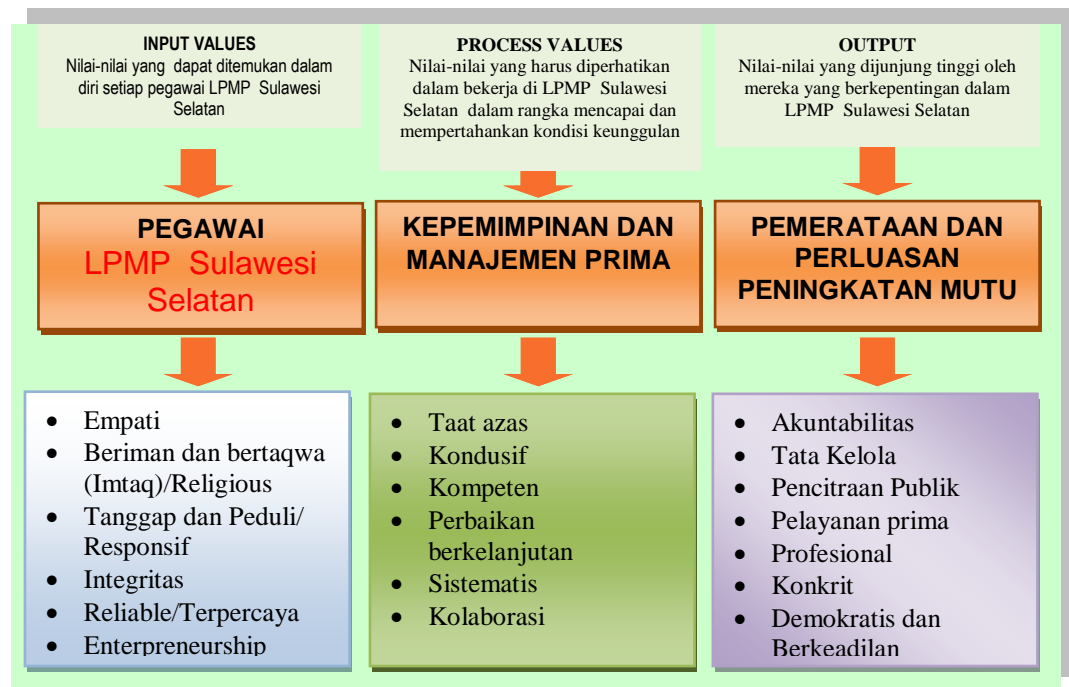 INPUT VALUES
Nilai-nilai yang dapat ditemukan dalam
diri setiap pegawai LPMP Sulawesi
Selatan
PEGAWAI
LPMP Sulawesi
Selatan
• Empati
• Beriman dan bertaqwa
(Imtaq)/Religious
• Tanggap dan Peduli/
Responsif
• Integritas
• Reliable/Terpercaya
• Enterpreneurship
PROCESS VALUES
Nilai-nilai yang harus diperhatikan
dalam bekerja di LPMP Sulawesi
Selatan dalam rangka mencapai dan
mempertahankan kondisi keunggulan
KEPEMIMPINAN DAN
MANAJEMEN PRIMA
• Taat azas
• Kondusif
• Kompeten
• Perbaikan
berkelanjutan
• Sistematis
• Kolaborasi
OUTPUT
Nilai-nilai yang dijunjung tinggi oleh
mereka yang berkepentingan dalam
LPMP Sulawesi Selatan
PEMERATAAN DAN
PERLUASAN
PENINGKATAN MUTU
• Akuntabilitas
• Tata Kelola
• Pencitraan Publik
• Pelayanan prima
• Profesional
• Konkrit
• Demokratis dan
Berkeadilan